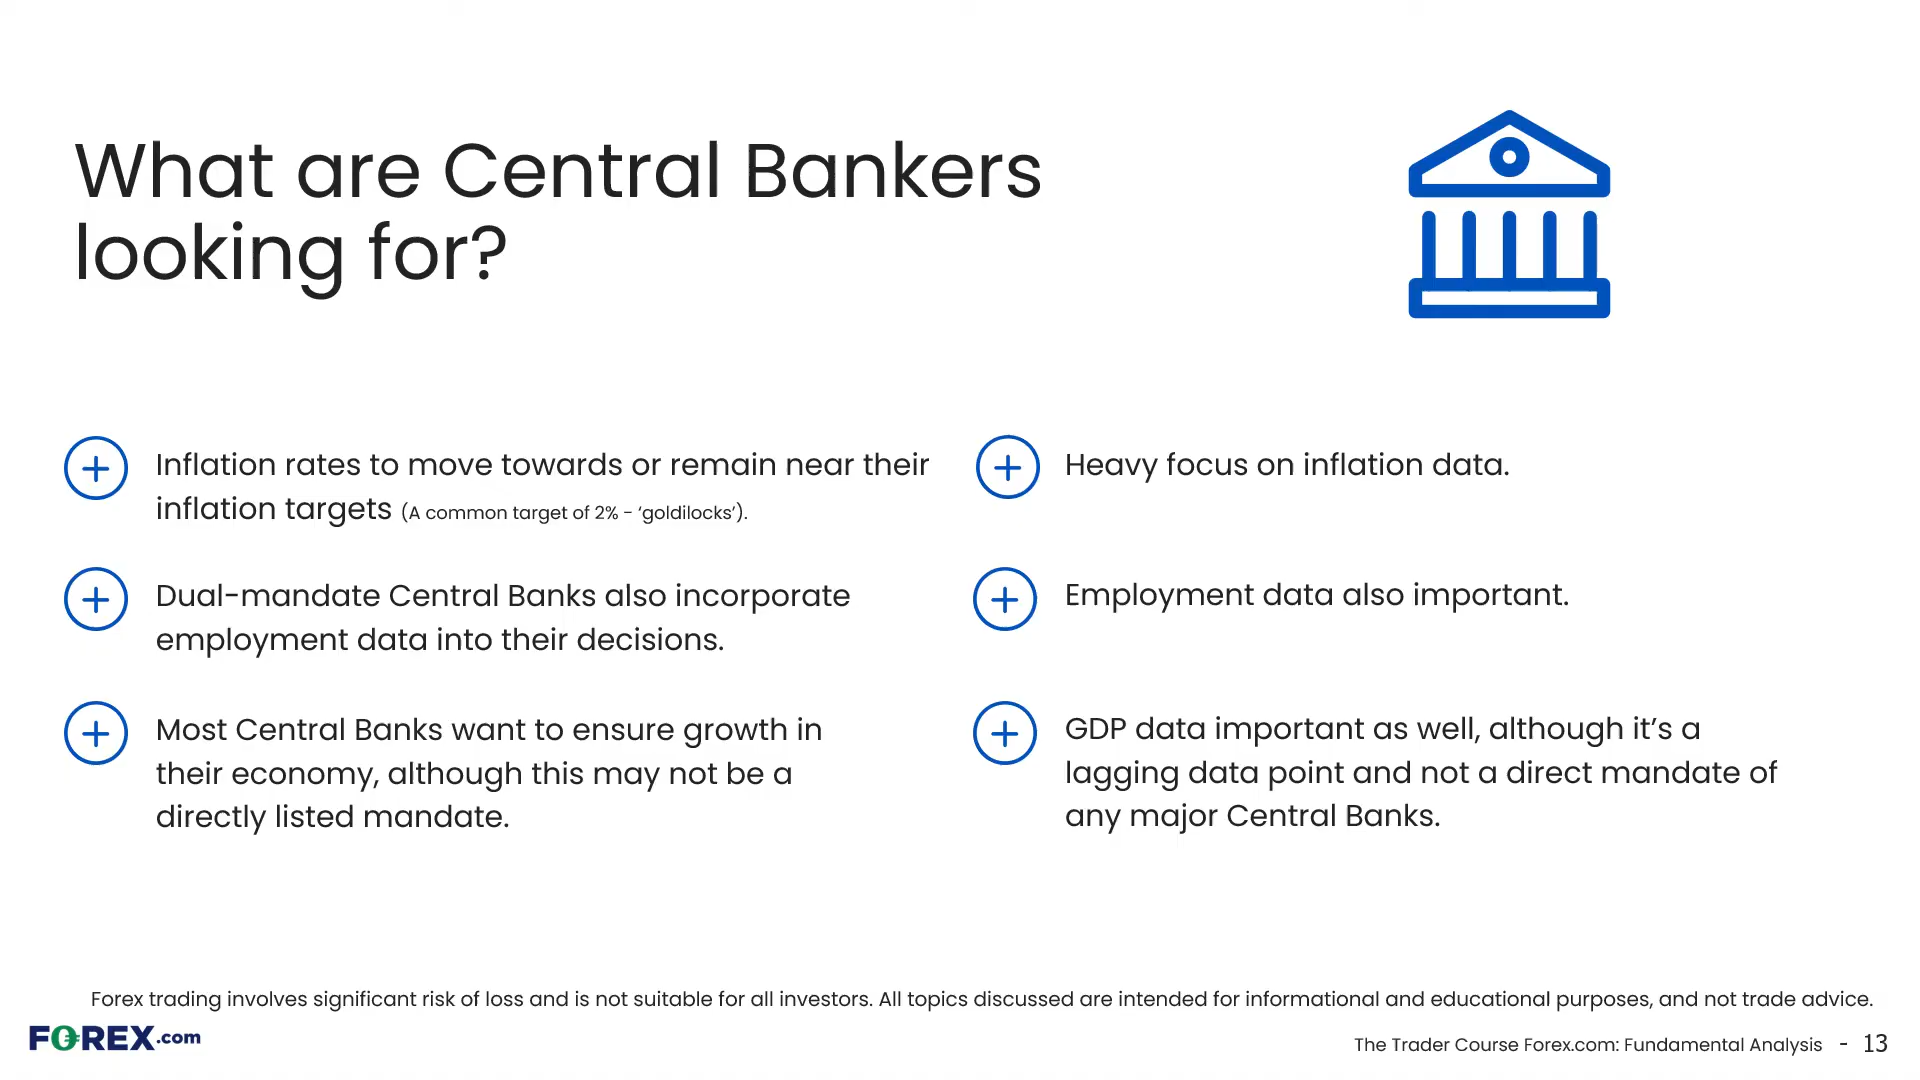 What are Central Bankers
looking for?
Inflation rates to move towards or remain near their
inflation targets (A common target of 2% - ‘goldilocks’).
Dual-mandate Central Banks also incorporate
employment data into their decisions.
Most Central Banks want to ensure growth in
their economy, although this may not be a
directly listed mandate.
Heavy focus on inflation data.
Employment data also important.
GDP data important as well, although it’s a
lagging data point and not a direct mandate of
any major Central Banks.
Forex trading involves significant risk of loss and is not suitable for all investors. All topics discussed are intended for informational and educational purposes, and not trade advice.
FOREX.com
The Trader Course Forex.com: Fundamental Analysis - 13